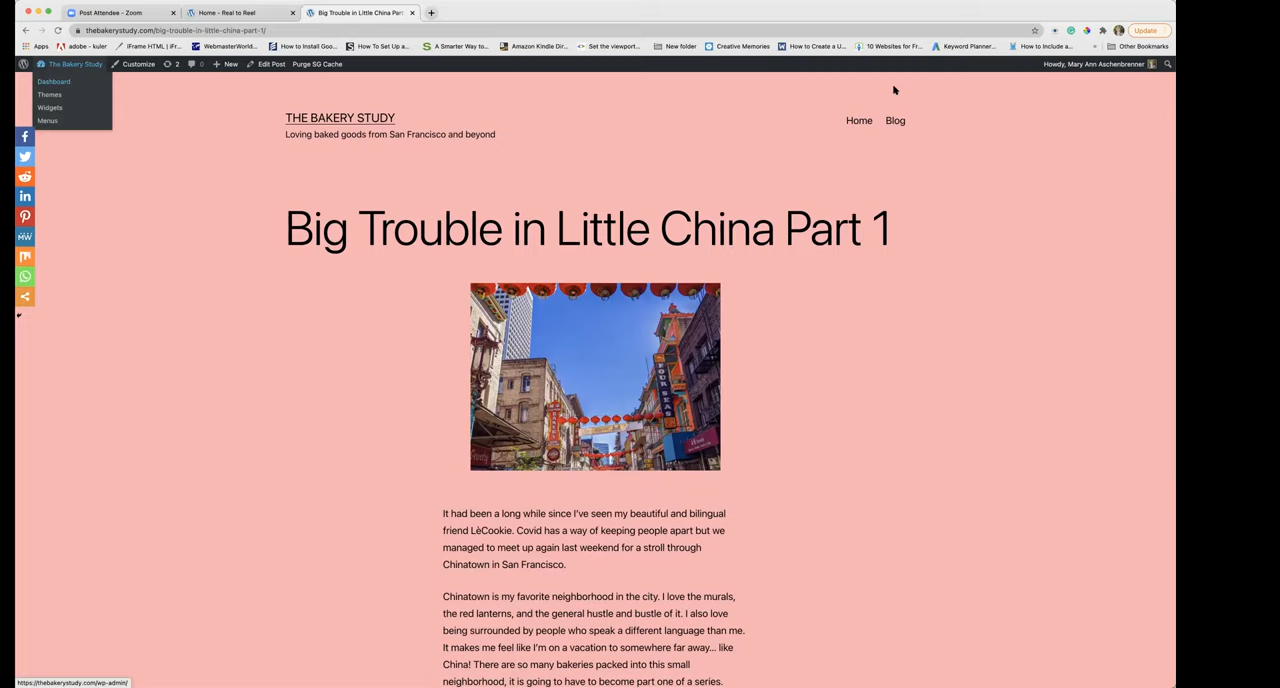 Post Attendee - Zoom
Home - Real to Reel
Big Trouble in Little China Part
thebakerystudy.com/big-trouble-in-little-china-part-1/
Update
Apps adobe - kuler IFrame HTML | iFr... WebmasterWorld... How to Install Goo... How To Set Up a... A Smarter Way to... Amazon Kindle Dir... Set the viewport... New folder Creative Memories How to Create a U... 10 Websites for Fr... Keyword Planner... How to Include a... Other Bookmarks
The Bakery Study Customize 2 0 New Edit Post Purge SG Cache Howdy, Mary Ann Aschenbrenner
Dashboard
Themes
Widgets
Menus
THE BAKERY STUDY
Loving baked goods from San Francisco and beyond
Home Blog
Big Trouble in Little China Part 1
FOUR SEAS
It had been a long while since I've seen my beautiful and bilingual
friend LèCookie. Covid has a way of keeping people apart but we
managed to meet up again last weekend for a stroll through
Chinatown in San Francisco.
Chinatown is my favorite neighborhood in the city. I love the murals,
the red lanterns, and the general hustle and bustle of it. I also love
being surrounded by people who speak a different language than me.
It makes me feel like I'm on a vacation to somewhere far away... like
China! There are so many bakeries packed into this small
neighborhood, it is going to have to become part one of a series.
https://thebakerystudy.com/wp-admin/